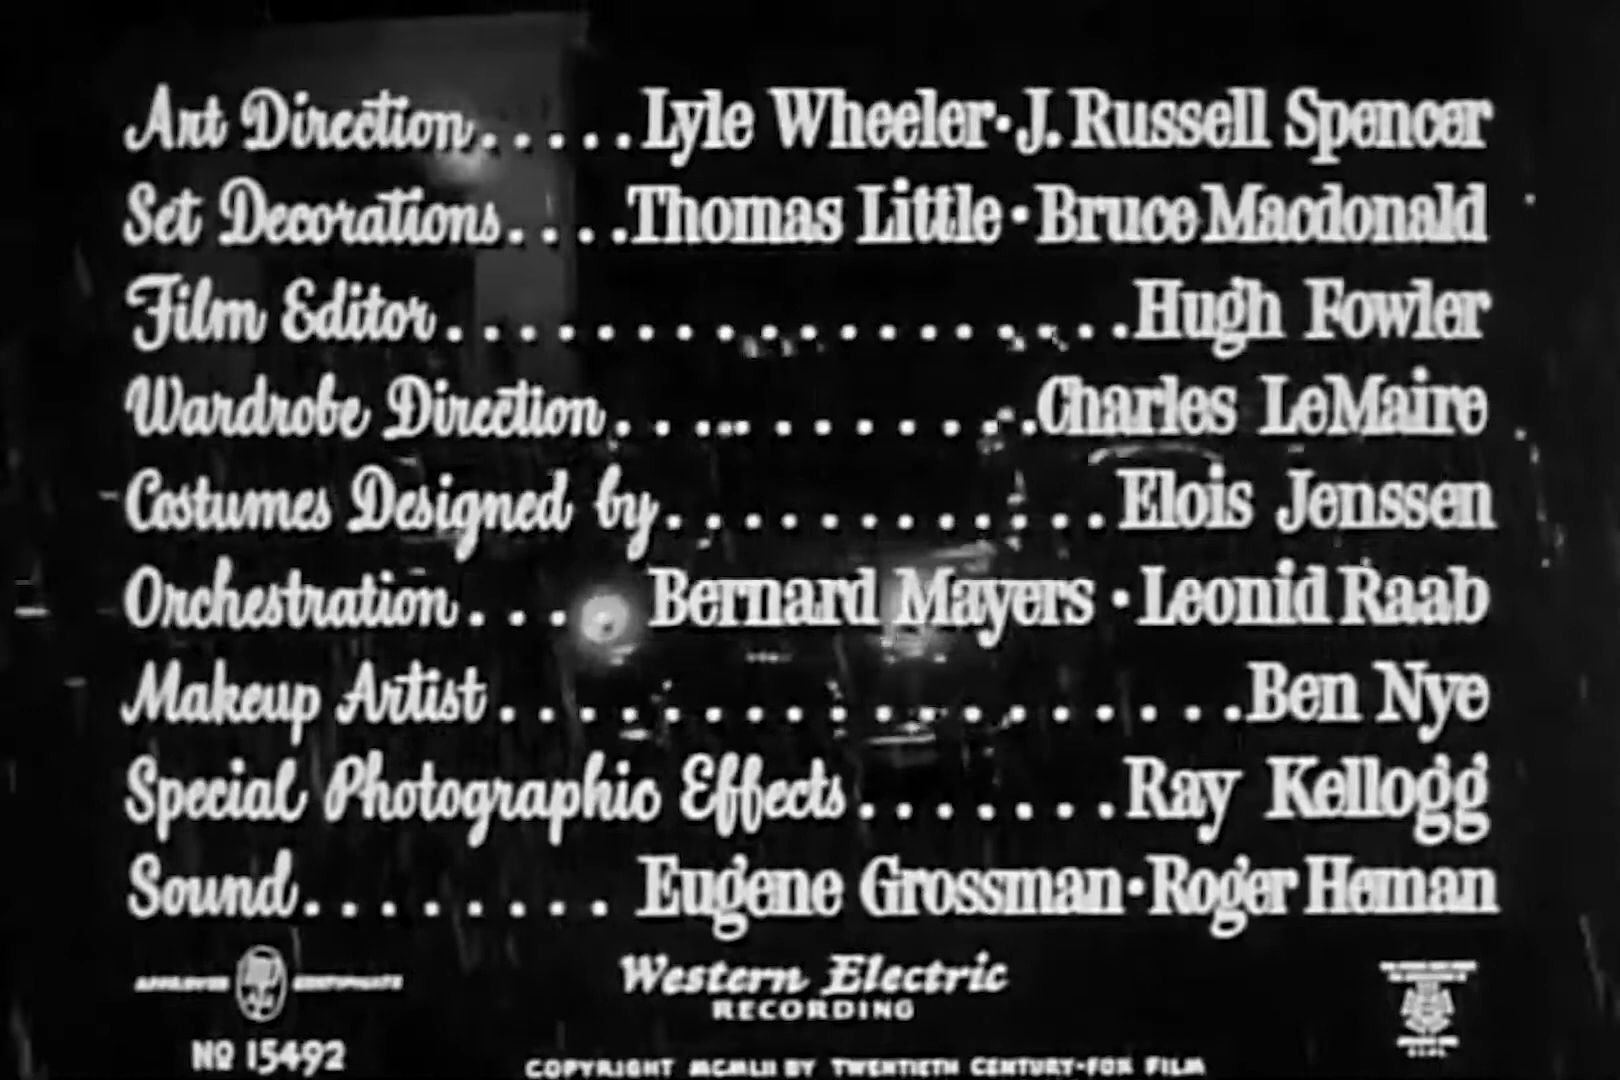 Art Direction.....Lyle Wheeler·J. Russell Spencer
Set Decorations....Thomas Little·Bruce Macdonald
Film Editor.................Hugh Fowler
Wardrobe Direction...........Charles LeMaire
Costumes Designed by............Elois Jenssen
Orchestration... Bernard Mayers·Leonid Raab
Makeup Artist..................Ben Nye
Special Photographic Effects.......Ray Kellogg
Sound........ Eugene Grossman·Roger Heman
APPROVED CERTIFICATE
Nº 15492
Western Electric
RECORDING
COPYRIGHT MCMLII BY TWENTIETH CENTURY-FOX FILM